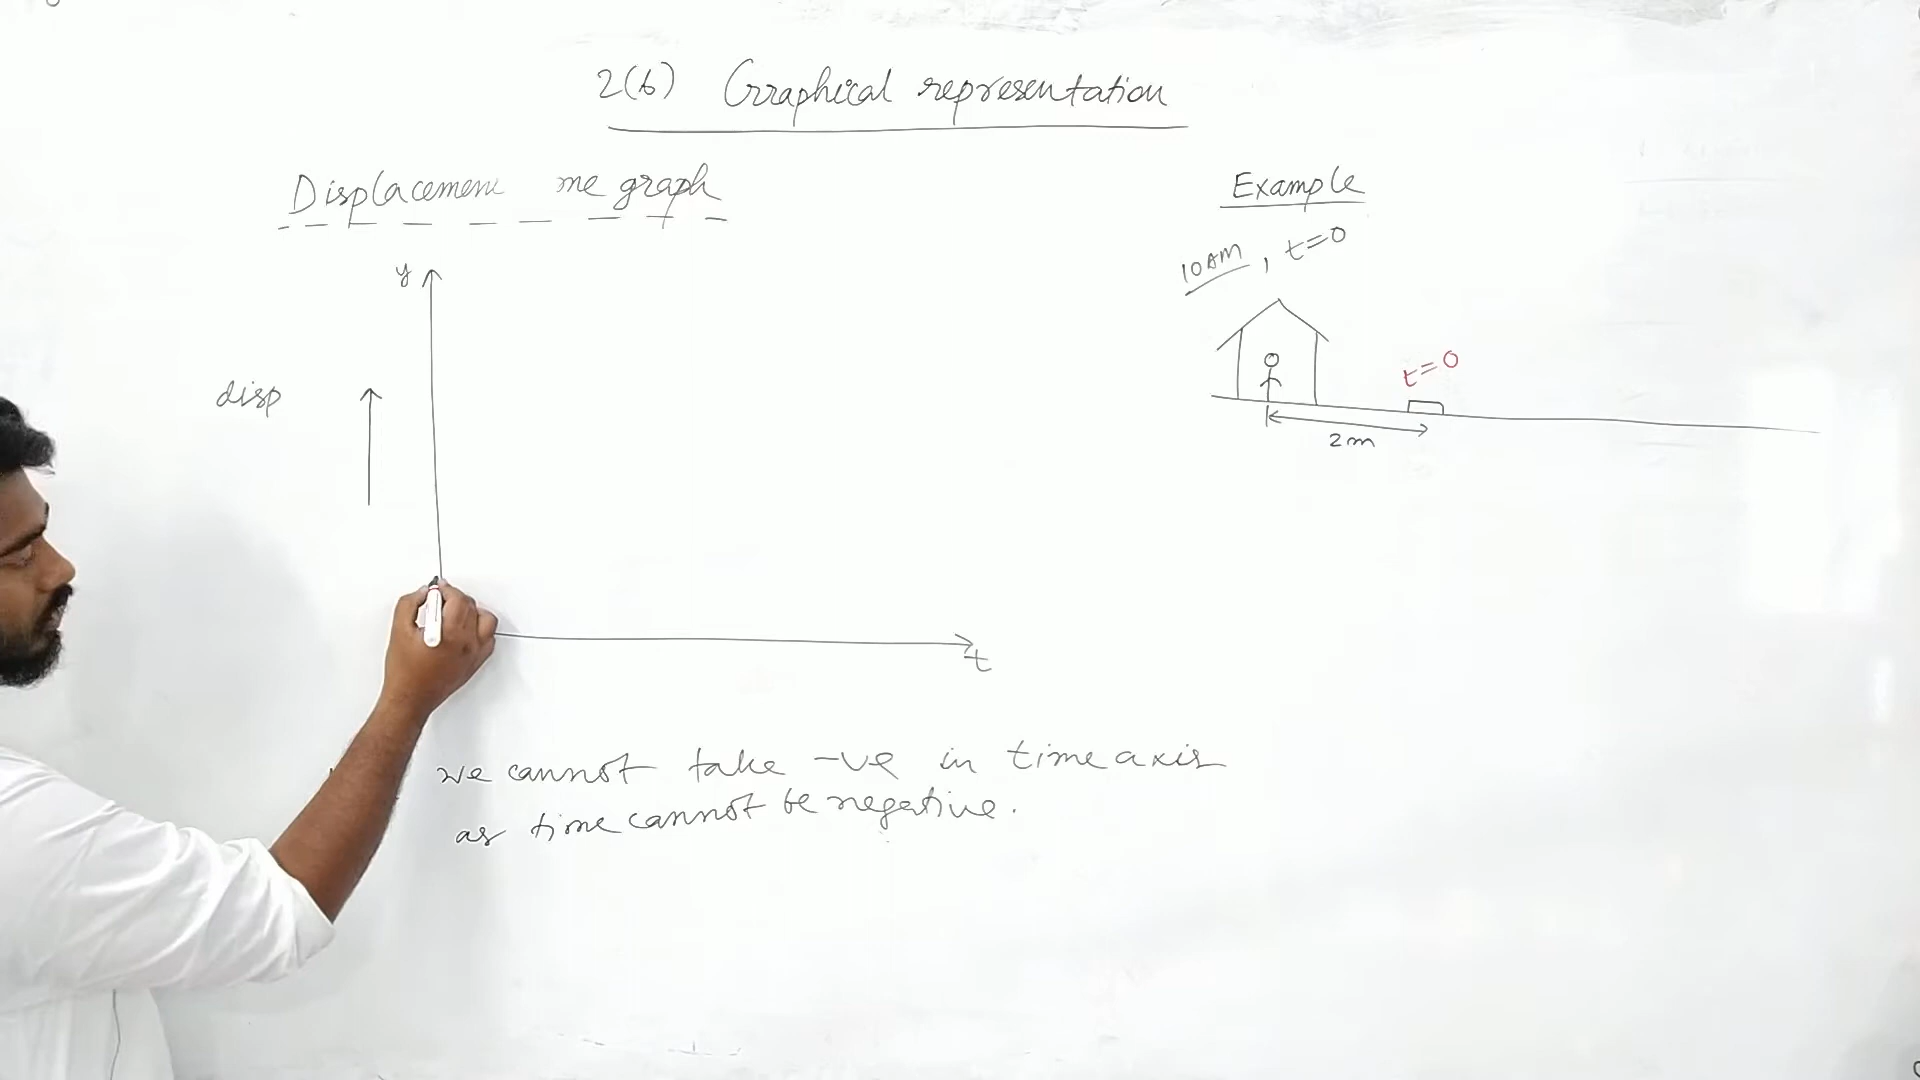 2(b) Graphical representation
Displacemen me graph
Example
10AM, t=0
y
disp
t=0
2m
t
we cannot take -ve in time axis
as time cannot be negative.